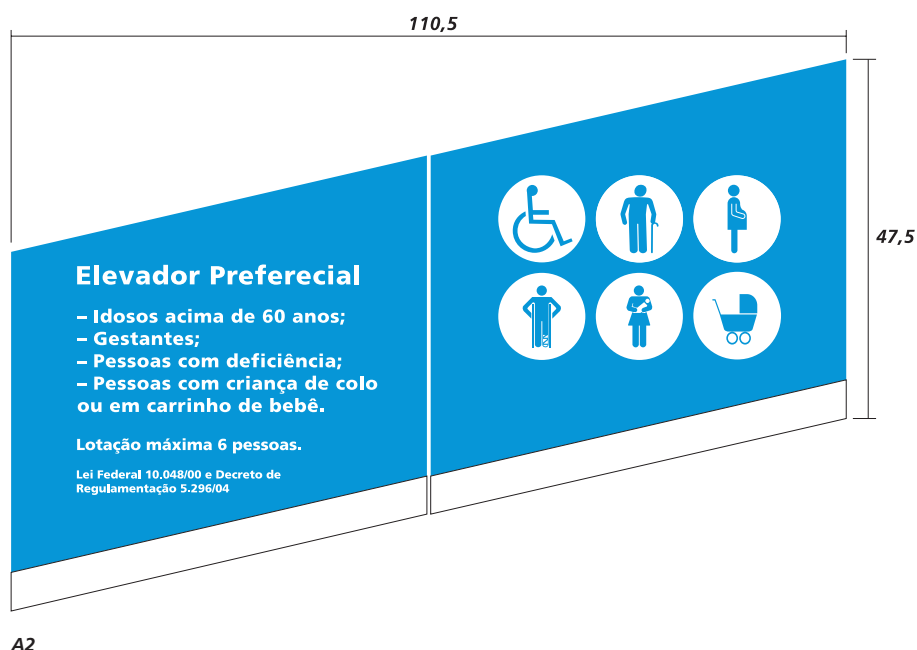 110,5
47,5
Elevador Preferecial
– Idosos acima de 60 anos;
– Gestantes;
– Pessoas com deficiência;
– Pessoas com criança de colo
ou em carrinho de bebê.
Lotação máxima 6 pessoas.
Lei Federal 10.048/00 e Decreto de
Regulamentação 5.296/04
A2